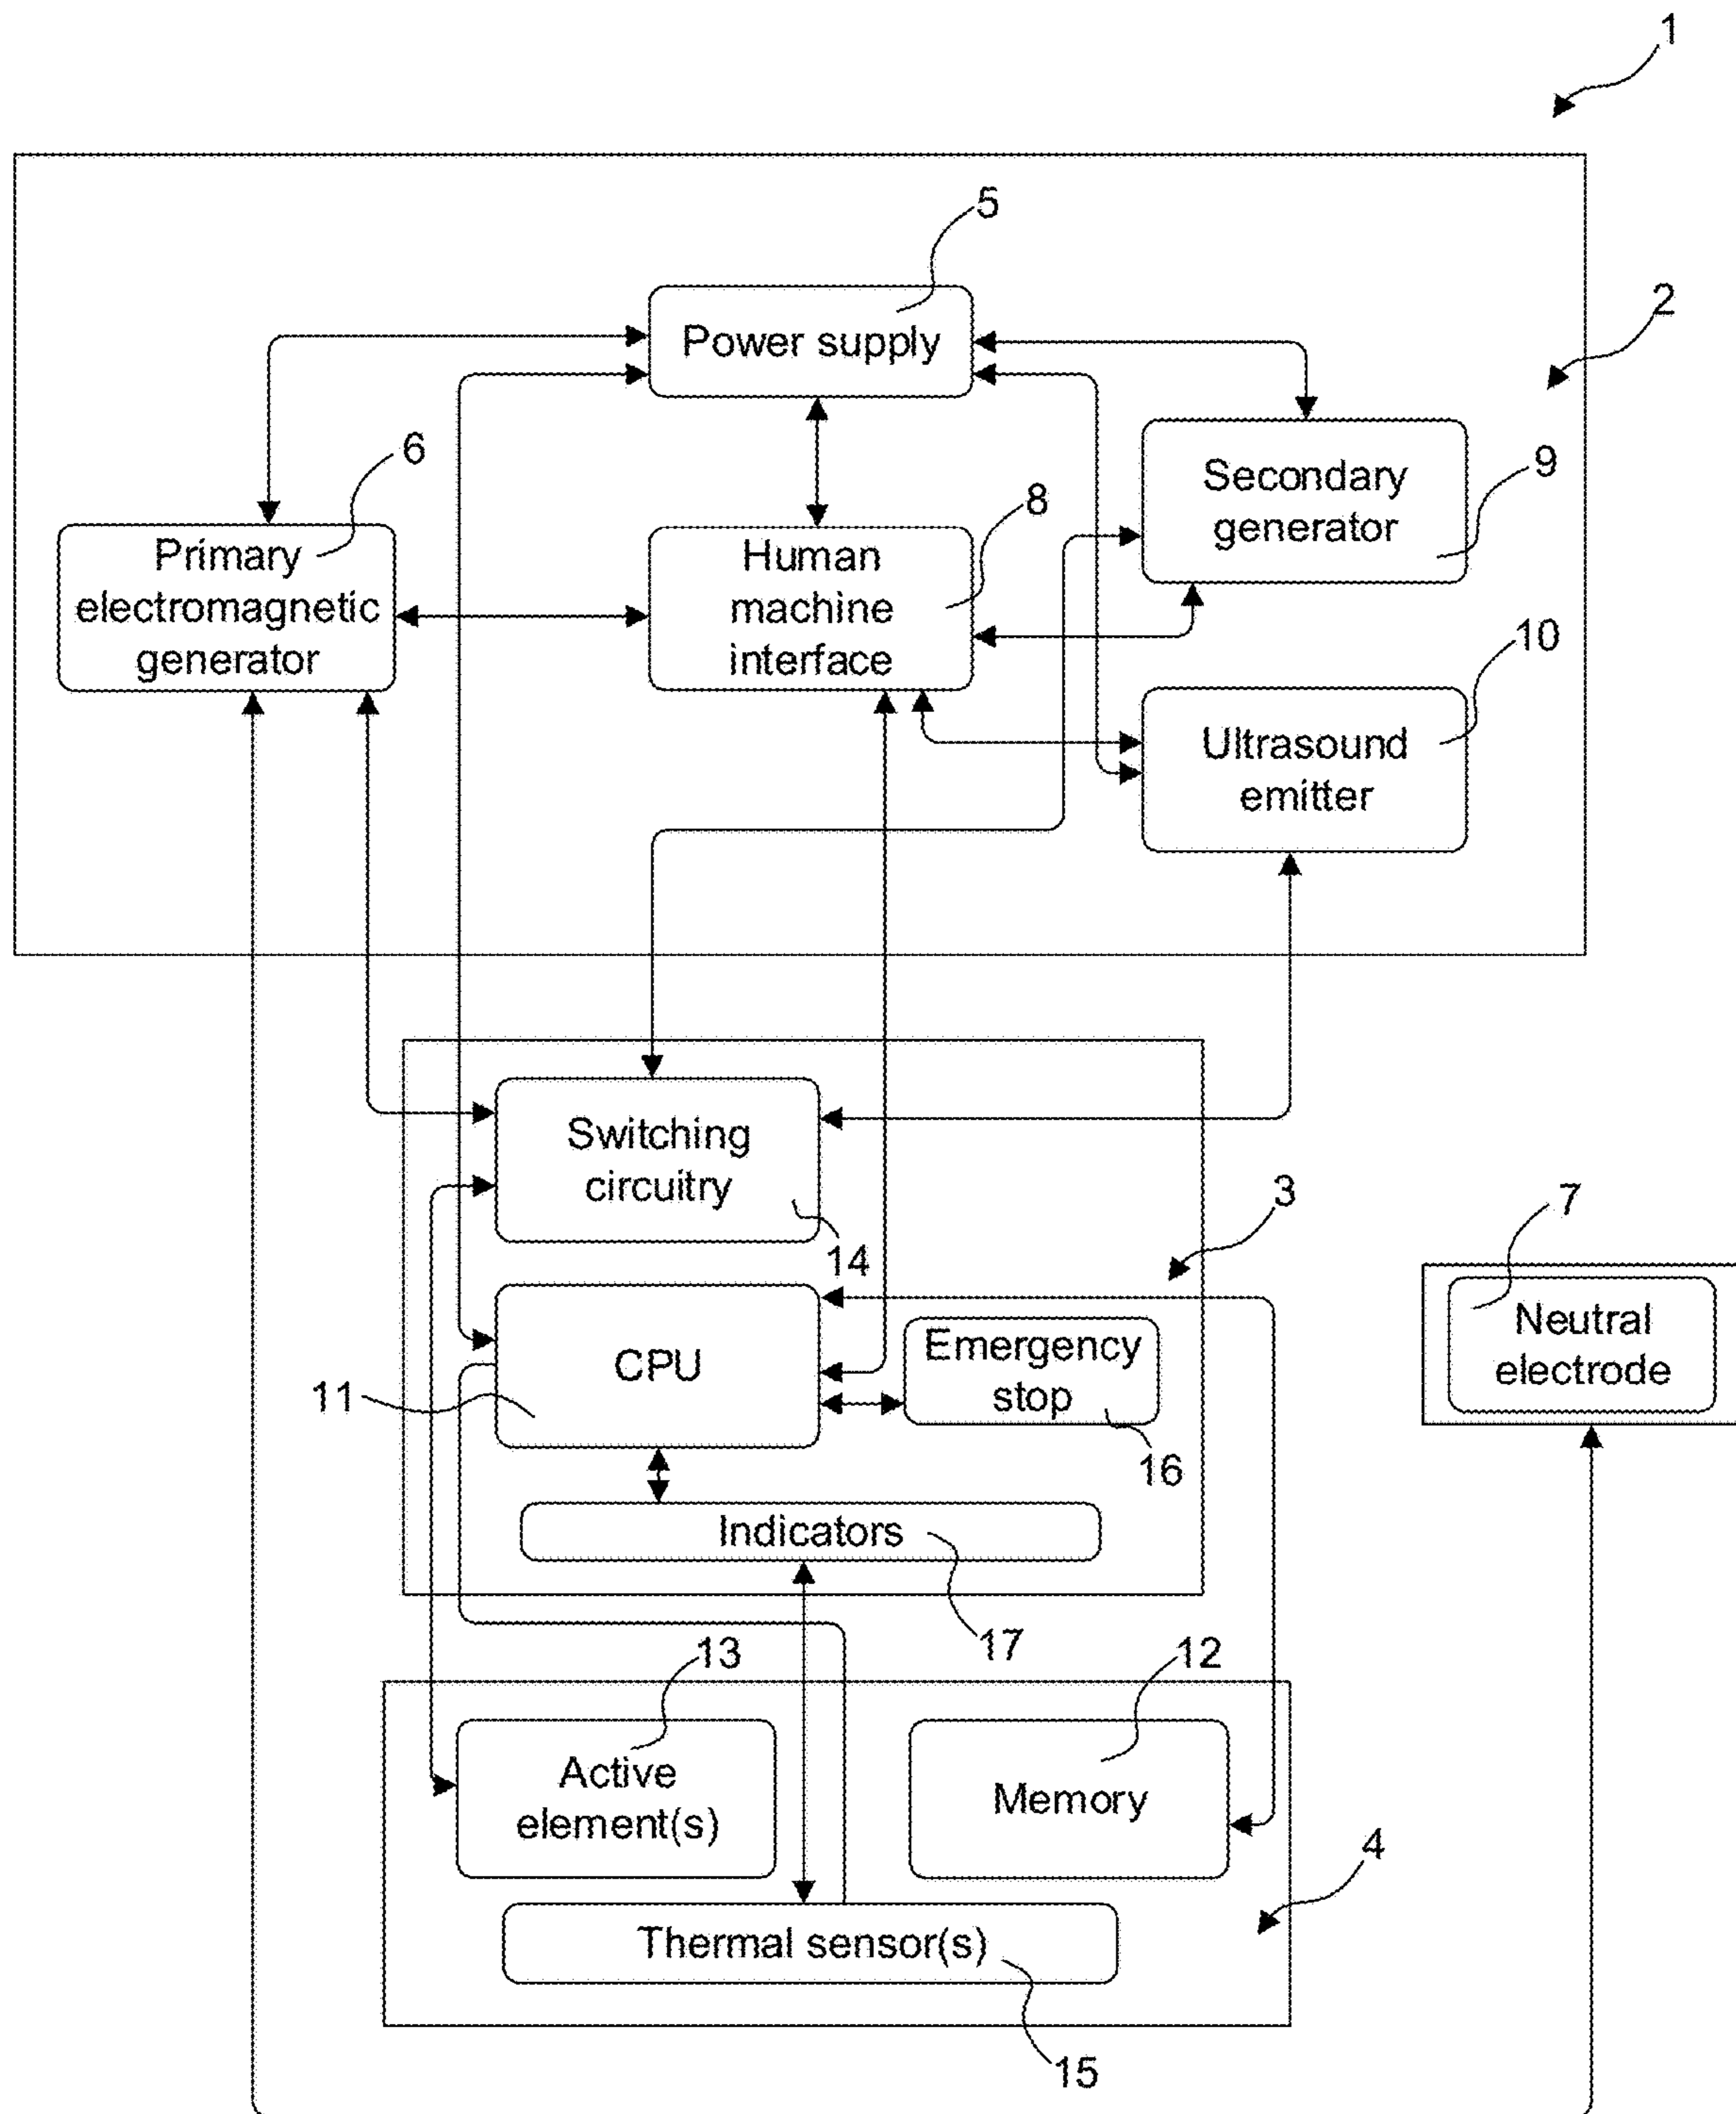 1
5
Power supply
2
6
8
9
Primary
electromagnetic
generator
Human
machine
interface
Secondary
generator
10
Ultrasound
emitter
Switching
circuitry
14
3
7
Neutral
electrode
CPU
11
Emergency
stop
16
Indicators
17
13
12
Active
element(s)
Memory
4
Thermal sensor(s)
15